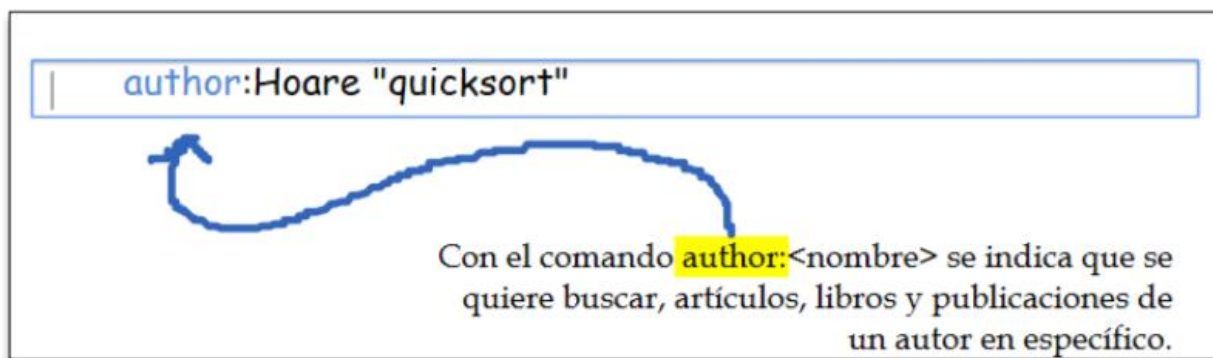 author:Hoare "quicksort"
Con el comando author:<nombre> se indica que se
quiere buscar, artículos, libros y publicaciones de
un autor en específico.